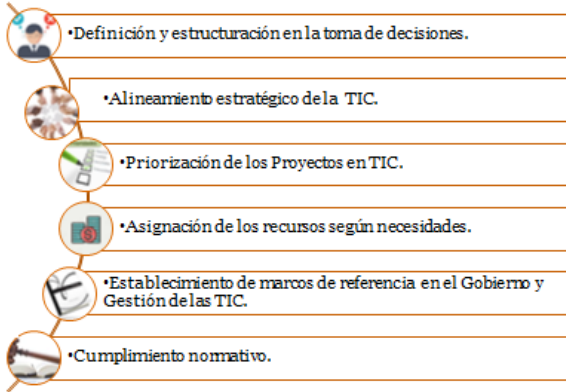 •Definición y estructuración en la toma de decisiones.
•Alineamiento estratégico de la TIC.
•Priorización de los Proyectos en TIC.
•Asignación de los recursos según necesidades.
•Establecimiento de marcos de referencia en el Gobierno y
Gestión de las TIC.
•Cumplimiento normativo.